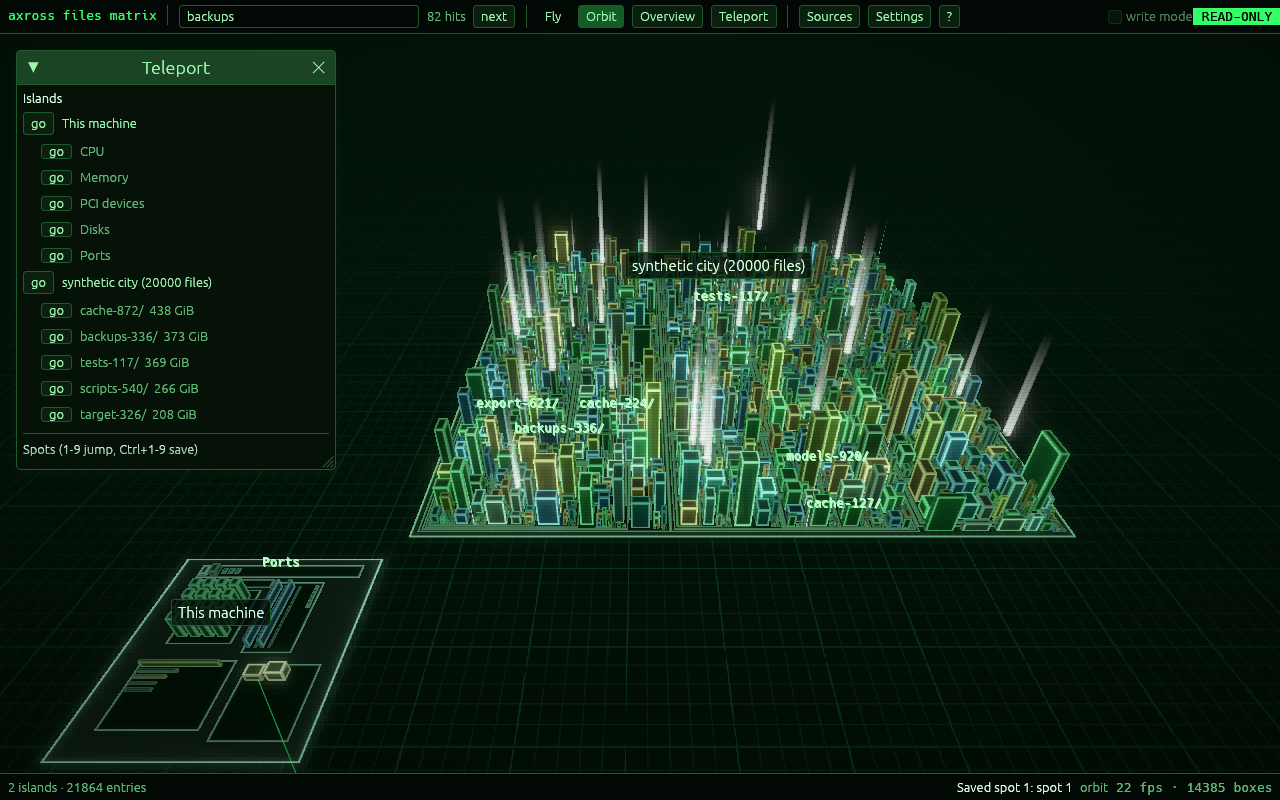 axross files matrix backups 82 hits next Fly Orbit Overview Teleport Sources Settings ? write mode READ-ONLY
Teleport
Islands
go This machine
go CPU
go Memory
go PCI devices
go Disks
go Ports
go synthetic city (20000 files)
go cache-872/ 438 GiB
go backups-336/ 373 GiB
go tests-117/ 369 GiB
go scripts-540/ 266 GiB
go target-326/ 208 GiB
Spots (1-9 jump, Ctrl+1-9 save)
synthetic city (20000 files)
tests-117/
export-621/ cache-224/
backups-336/
models-920/
cache-127/
Ports
This machine
2 islands · 21864 entries
Saved spot 1: spot 1 orbit 22 fps · 14385 boxes